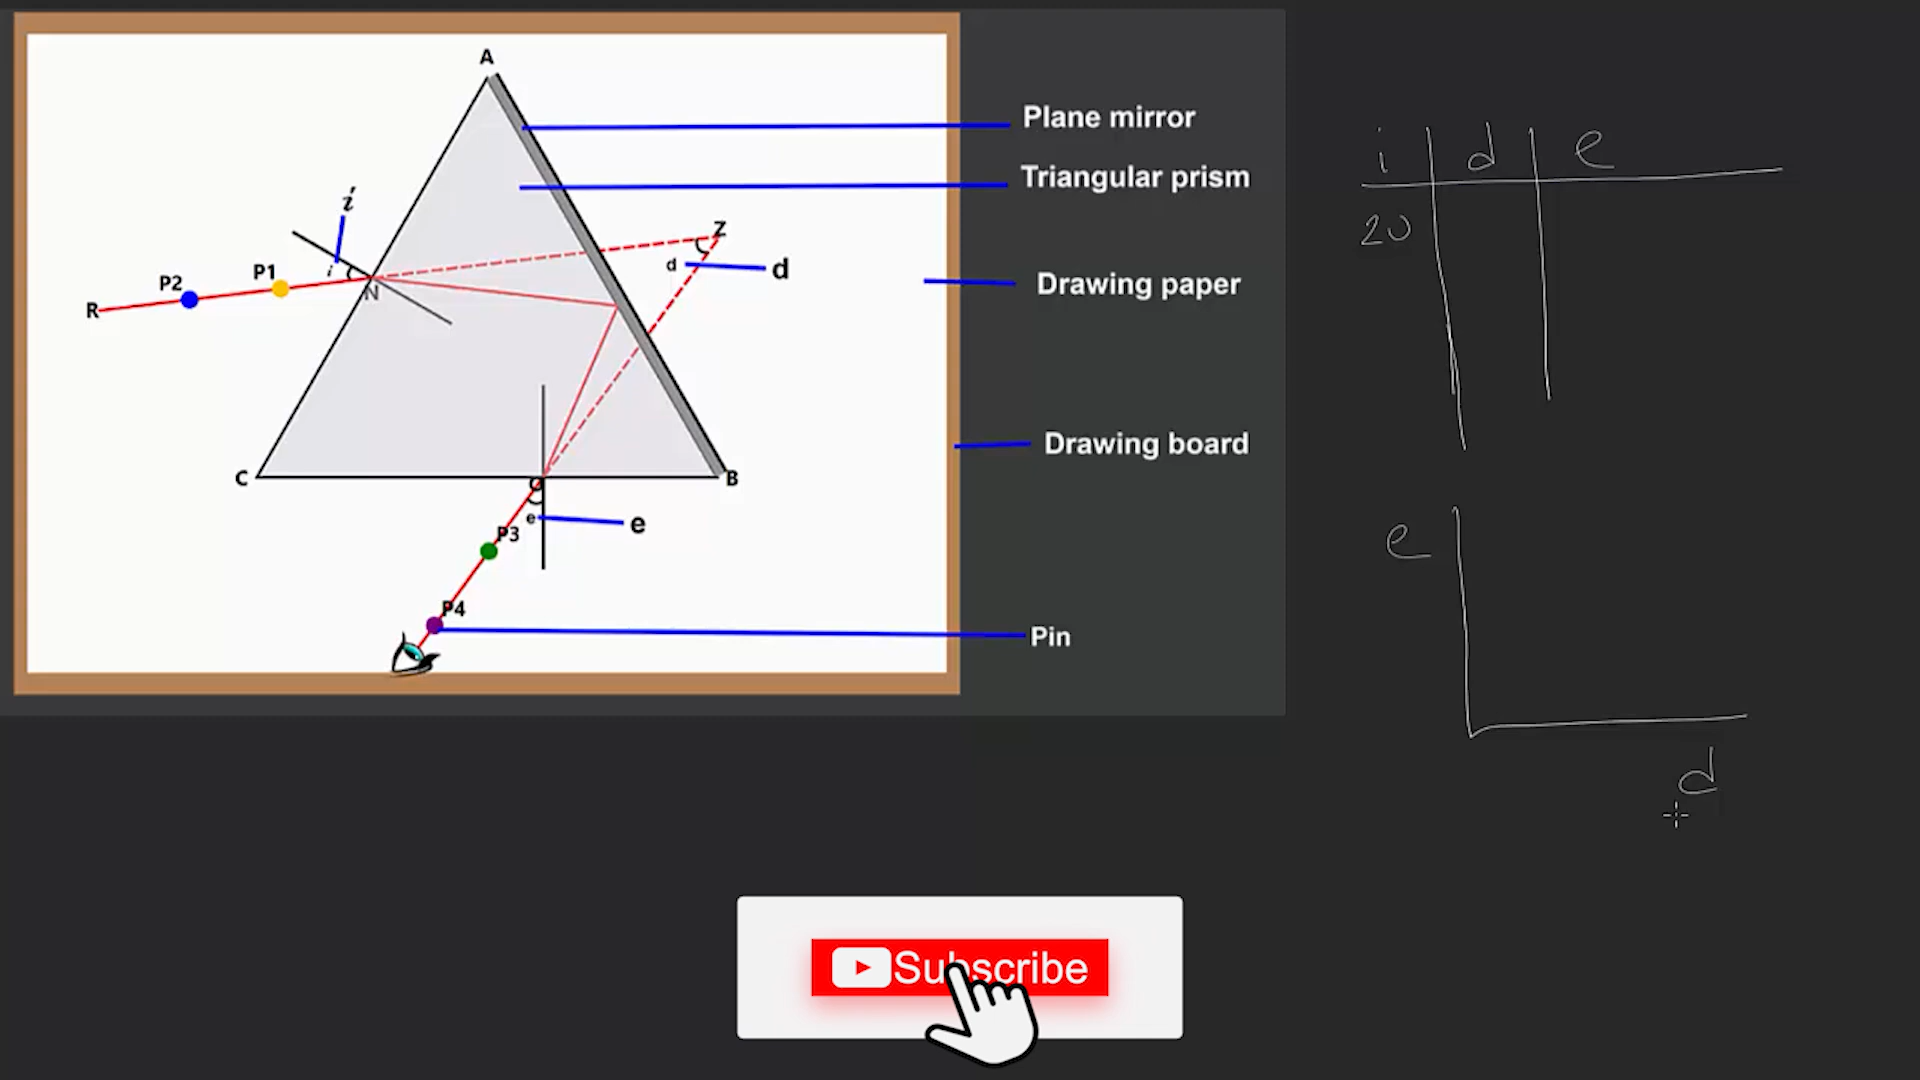 A
Plane mirror
Triangular prism
i
Z
d
d
i
P1
P2
N
R
Drawing paper
Drawing board
C
B
e
e
P3
P4
Pin
i d e
20
e
d
Subscribe